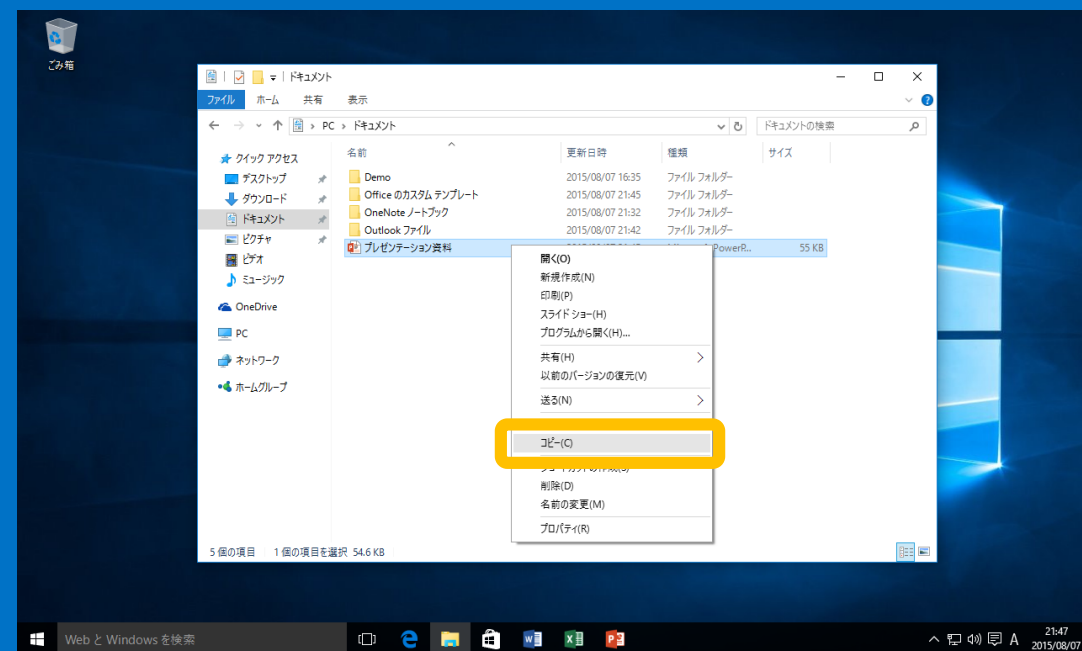 ごみ箱
ドキュメント
ファイル ホーム 共有 表示
PC ドキュメント ドキュメントの検索
名前 更新日時 種類 サイズ
クイック アクセス
デスクトップ
ダウンロード
ドキュメント
ピクチャ
ビデオ
ミュージック
OneDrive
PC
ネットワーク
ホームグループ
Demo 2015/08/07 16:35 ファイル フォルダー
Office のカスタム テンプレート 2015/08/07 21:45 ファイル フォルダー
OneNote ノートブック 2015/08/07 21:32 ファイル フォルダー
Outlook ファイル 2015/08/07 21:42 ファイル フォルダー
プレゼンテーション資料 PowerP... 55 KB
開く(O)
新規作成(N)
印刷(P)
スライド ショー(H)
プログラムから開く(H)...
共有(H)
以前のバージョンの復元(V)
送る(N)
コピー(C)
削除(D)
名前の変更(M)
プロパティ(R)
5 個の項目 1 個の項目を選択 54.6 KB
Web と Windows を検索
A 21:47
2015/08/07